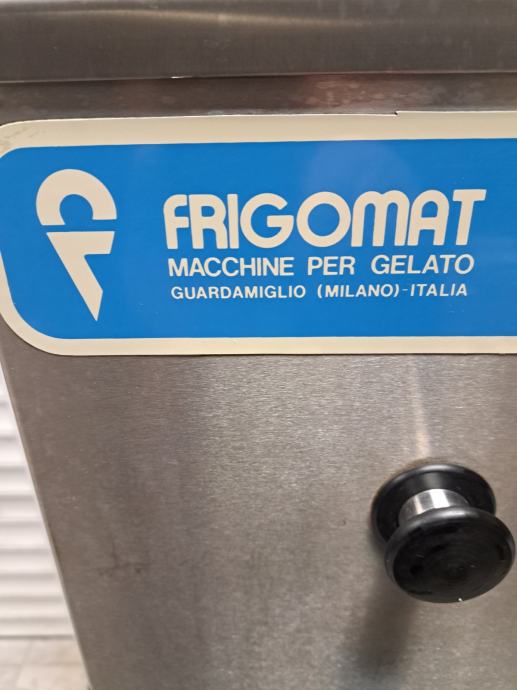 FRIGOMAT
MACCHINE PER GELATO
GUARDAMIGLIO (MILANO)-ITALIA